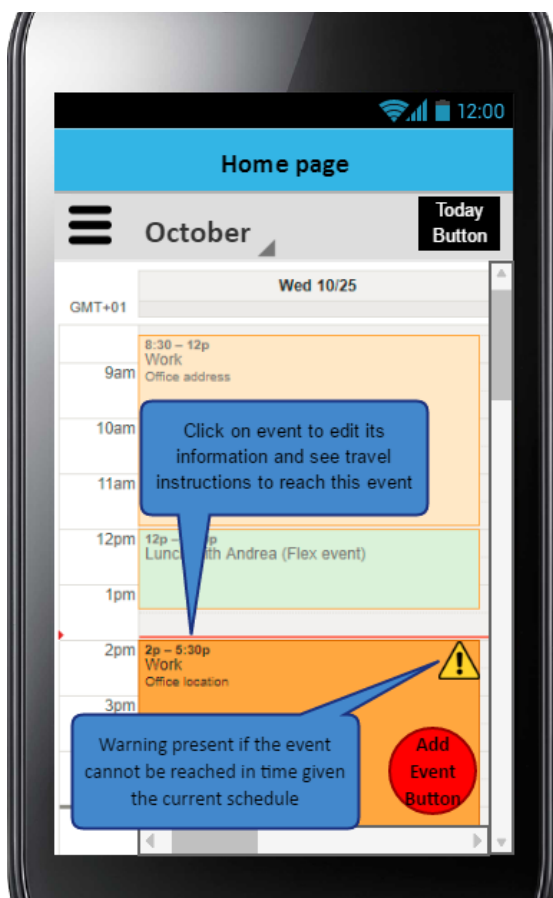 12:00
Home page
October
Today
Button
Wed 10/25
GMT+01
8:30 – 12p
Work
Office address
9am
10am
Click on event to edit its
information and see travel
instructions to reach this event
11am
12pm
12p –
Andrea (Flex event)
1pm
2pm
2p – 5:30p
Work
Office location
3pm
Warning present if the event
cannot be reached in time given
the current schedule
Add
Event
Button